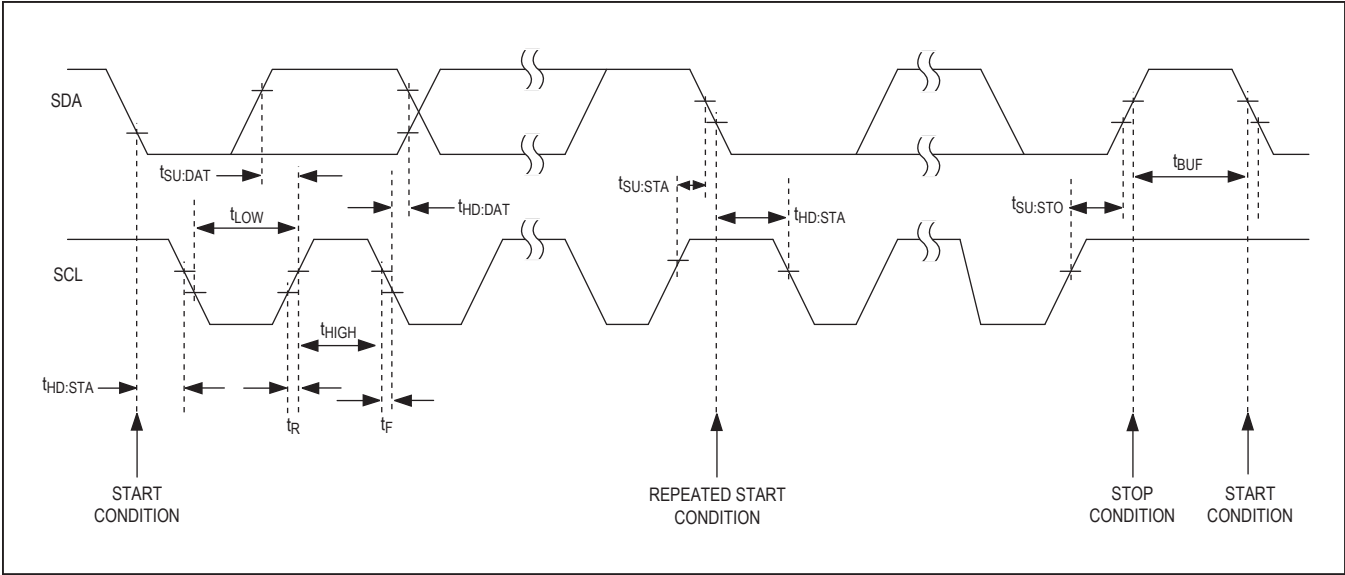 SDA
tSU:DAT
tLOW
tHD:DAT
tSU:STA
tHD:STA
tSU:STO
tBUF
SCL
tHIGH
tHD:STA
tR
tF
START
CONDITION
REPEATED START
CONDITION
STOP
CONDITION
START
CONDITION